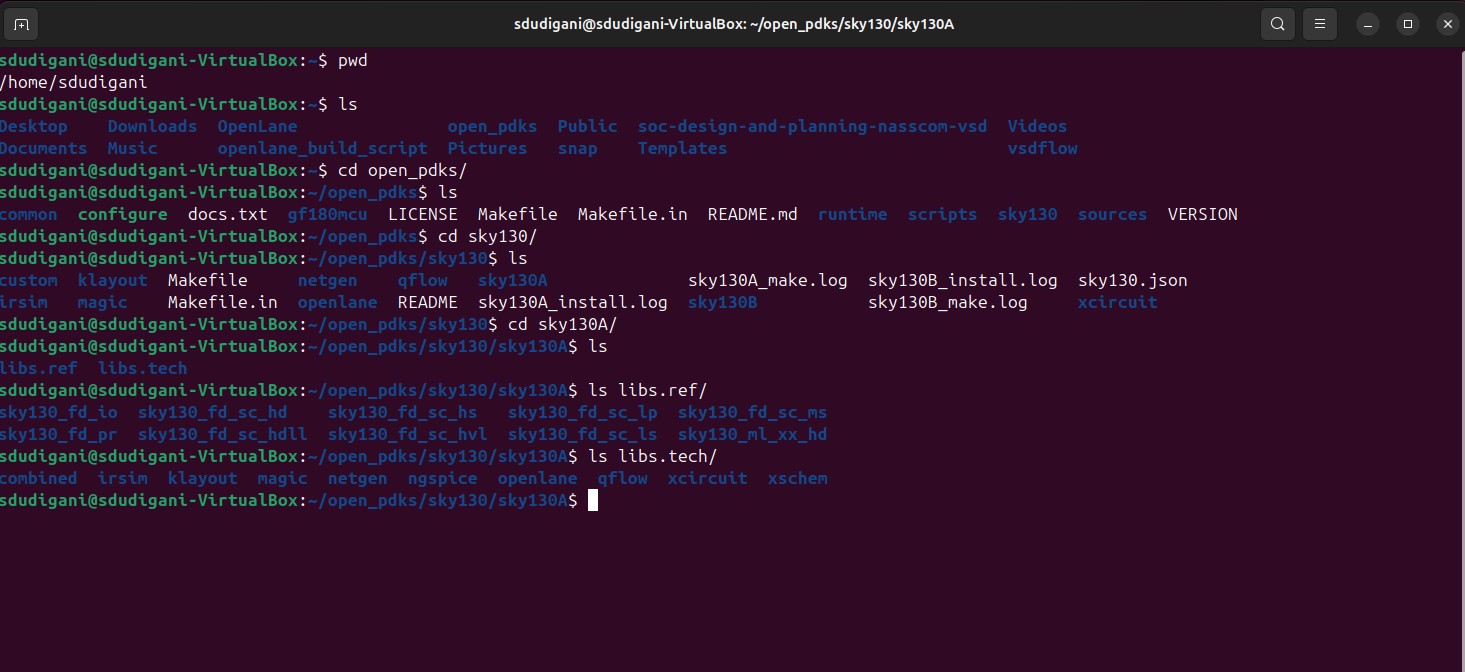 sdudigani@sdudigani-VirtualBox: ~/open_pdks/sky130/sky130A
sdudigani@sdudigani-VirtualBox:~$ pwd
/home/sdudigani
sdudigani@sdudigani-VirtualBox:~$ ls
Desktop Downloads OpenLane open_pdks Public soc-design-and-planning-nasscom-vsd Videos
Documents Music openlane_build_script Pictures snap Templates vsdflow
sdudigani@sdudigani-VirtualBox:~$ cd open_pdks/
sdudigani@sdudigani-VirtualBox:~/open_pdks$ ls
common configure docs.txt gf180mcu LICENSE Makefile Makefile.in README.md runtime scripts sky130 sources VERSION
sdudigani@sdudigani-VirtualBox:~/open_pdks$ cd sky130/
sdudigani@sdudigani-VirtualBox:~/open_pdks/sky130$ ls
custom klayout Makefile netgen qflow sky130A sky130A_make.log sky130B_install.log sky130.json
irsim magic Makefile.in openlane README sky130A_install.log sky130B sky130B_make.log xcircuit
sdudigani@sdudigani-VirtualBox:~/open_pdks/sky130$ cd sky130A/
sdudigani@sdudigani-VirtualBox:~/open_pdks/sky130/sky130A$ ls
libs.ref libs.tech
sdudigani@sdudigani-VirtualBox:~/open_pdks/sky130/sky130A$ ls libs.ref/
sky130_fd_io sky130_fd_sc_hd sky130_fd_sc_hs sky130_fd_sc_lp sky130_fd_sc_ms
sky130_fd_pr sky130_fd_sc_hdll sky130_fd_sc_hvl sky130_fd_sc_ls sky130_ml_xx_hd
sdudigani@sdudigani-VirtualBox:~/open_pdks/sky130/sky130A$ ls libs.tech/
combined irsim klayout magic netgen ngspice openlane qflow xcircuit xschem
sdudigani@sdudigani-VirtualBox:~/open_pdks/sky130/sky130A$